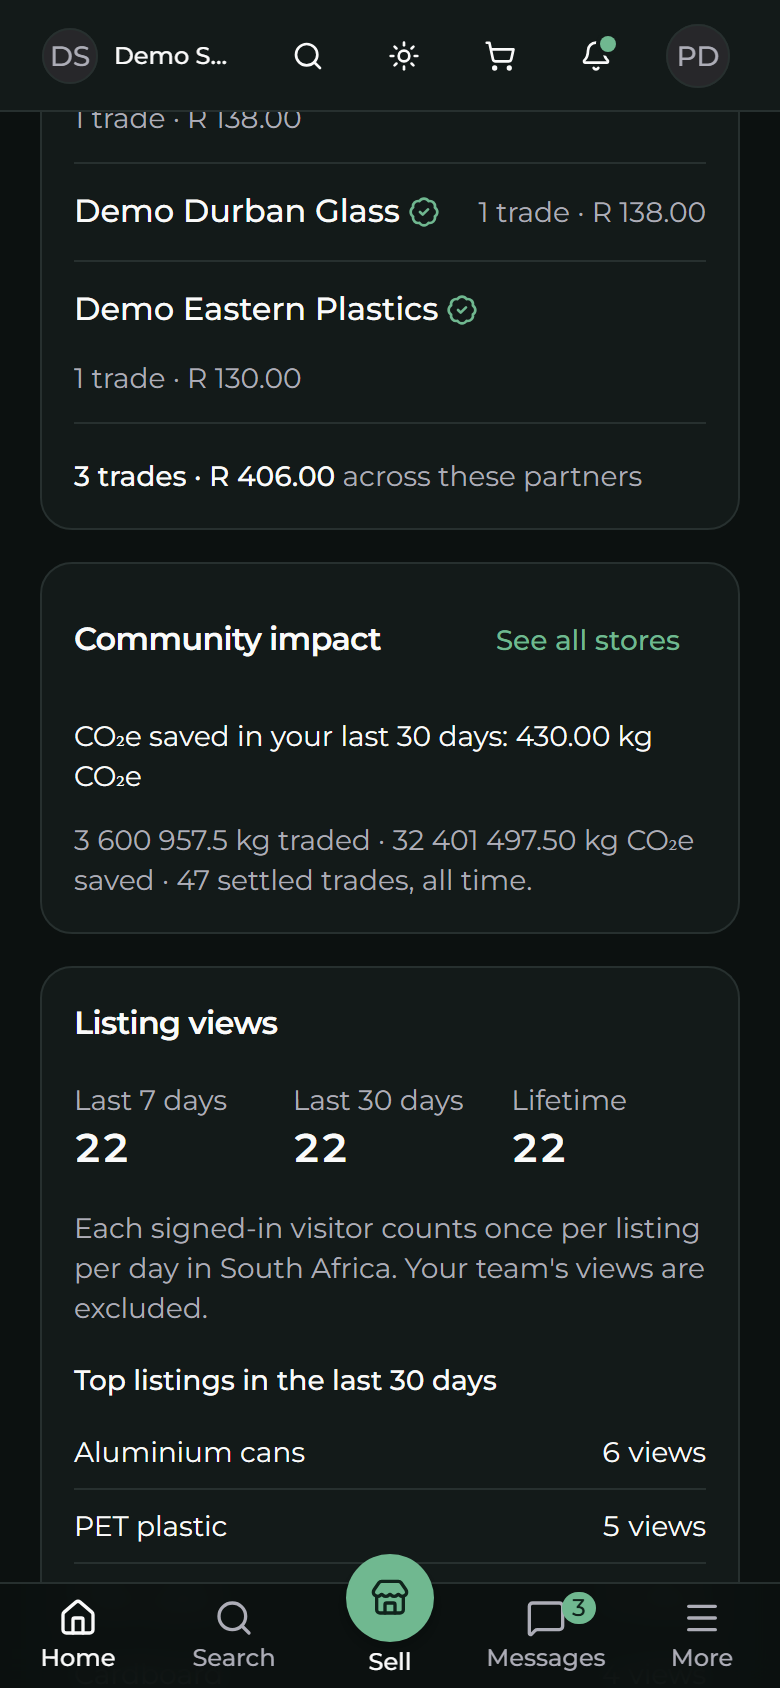 DS Demo S... PD
1 trade · R 138.00
Demo Durban Glass 1 trade · R 138.00
Demo Eastern Plastics
1 trade · R 130.00
3 trades · R 406.00 across these partners
Community impact See all stores
CO₂e saved in your last 30 days: 430.00 kg
CO₂e
3 600 957.5 kg traded · 32 401 497.50 kg CO₂e
saved · 47 settled trades, all time.
Listing views
Last 7 days Last 30 days Lifetime
22 22 22
Each signed-in visitor counts once per listing
per day in South Africa. Your team's views are
excluded.
Top listings in the last 30 days
Aluminium cans 6 views
PET plastic 5 views
3
Home Search Sell Messages More
Cardboard views